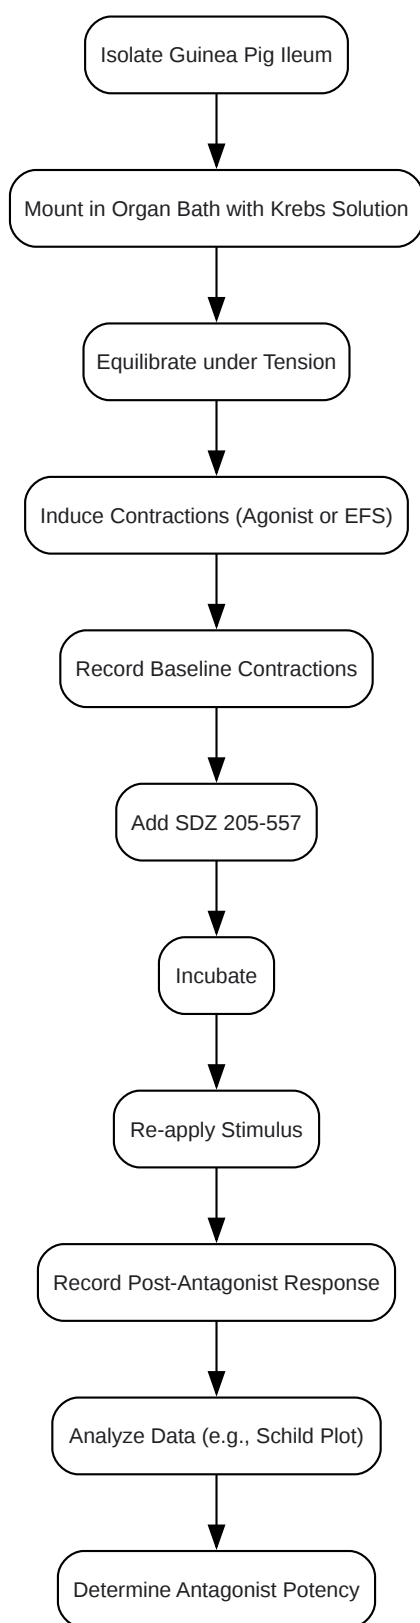 Isolate Guinea Pig Ileum
Mount in Organ Bath with Krebs Solution
Equilibrate under Tension
Induce Contractions (Agonist or EFS)
Record Baseline Contractions
Add SDZ 205-557
Incubate
Re-apply Stimulus
Record Post-Antagonist Response
Analyze Data (e.g., Schild Plot)
Determine Antagonist Potency